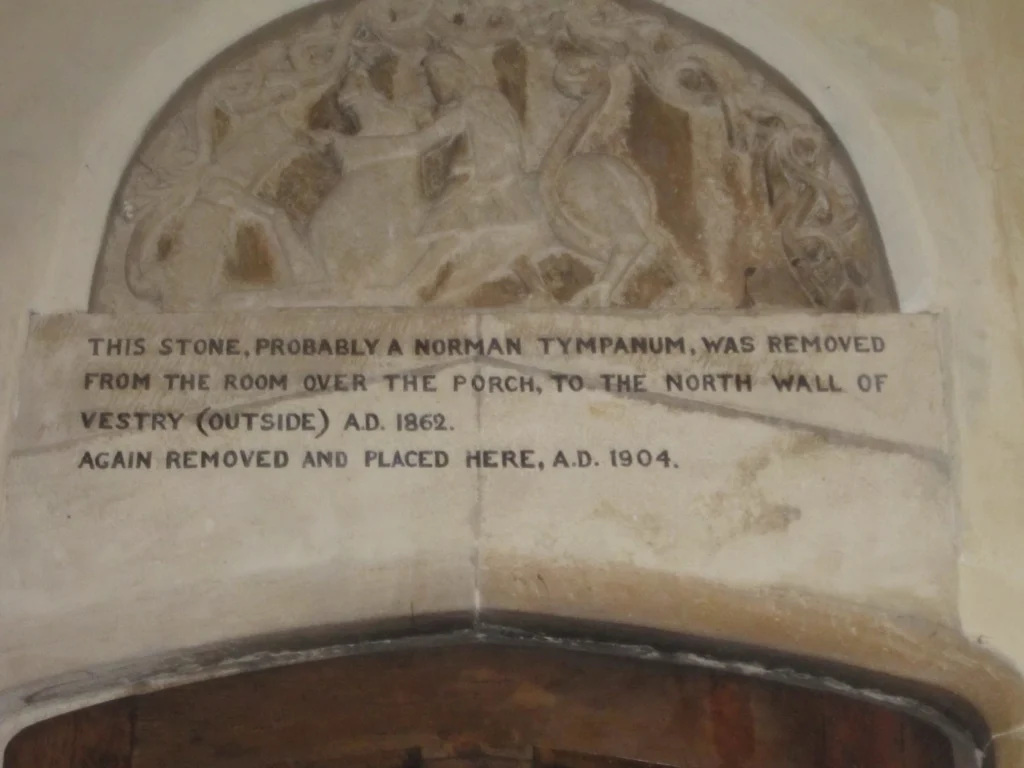 THIS STONE, PROBABLY A NORMAN TYMPANUM, WAS REMOVED
FROM THE ROOM OVER THE PORCH, TO THE NORTH WALL OF
VESTRY (OUTSIDE) A.D. 1862.
AGAIN REMOVED AND PLACED HERE, A.D. 1904.